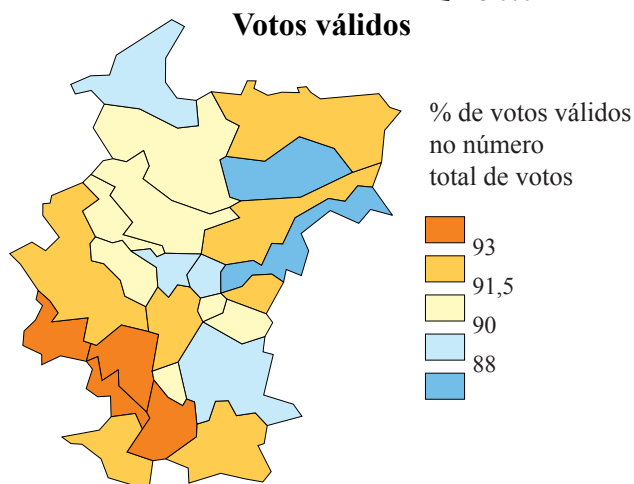 Votos válidos
% de votos válidos
no número
total de votos
93
91,5
90
88